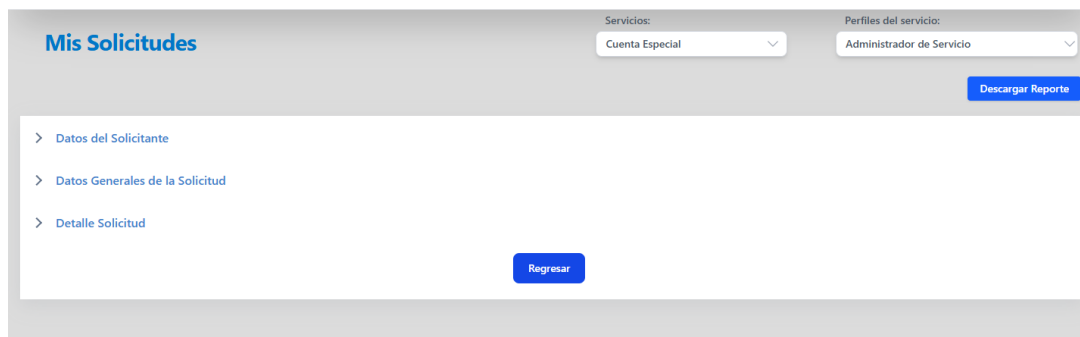 Servicios:
Perfiles del servicio:
Mis Solicitudes
Cuenta Especial
Administrador de Servicio
Descargar Reporte
Datos del Solicitante
Datos Generales de la Solicitud
Detalle Solicitud
Regresar